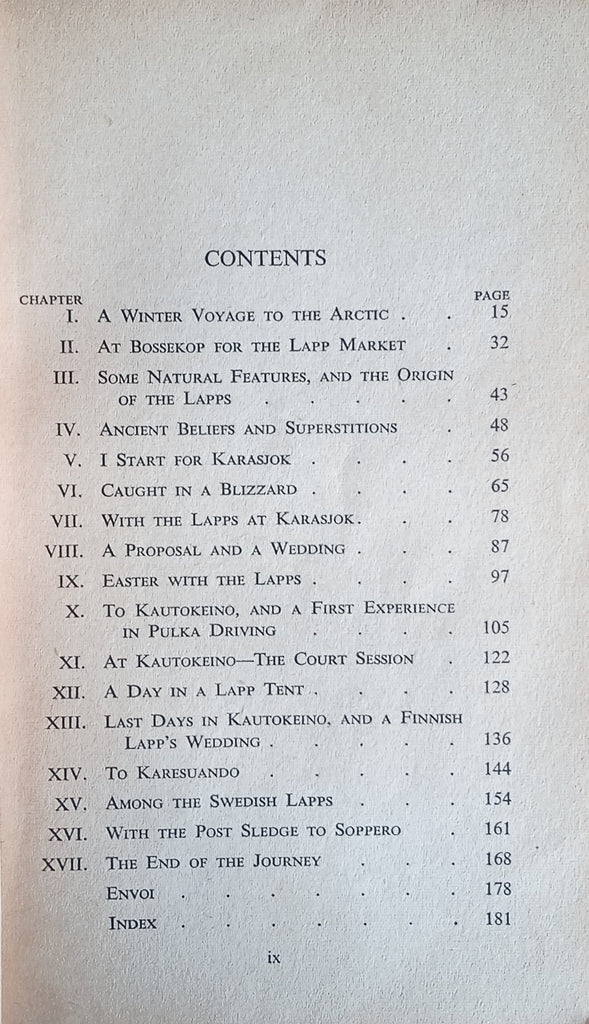 CONTENTS
CHAPTER PAGE
I. A Winter Voyage to the Arctic . . 15
II. At Bossekop for the Lapp Market . 32
III. Some Natural Features, and the Origin
of the Lapps . . . . . 43
IV. Ancient Beliefs and Superstitions . 48
V. I Start for Karasjok . . . . 56
VI. Caught in a Blizzard . . . . 65
VII. With the Lapps at Karasjok. . . 78
VIII. A Proposal and a Wedding . . . 87
IX. Easter with the Lapps . . . . 97
X. To Kautokeino, and a First Experience
in Pulka Driving . . . . 105
XI. At Kautokeino—The Court Session . 122
XII. A Day in a Lapp Tent . . . . 128
XIII. Last Days in Kautokeino, and a Finnish
Lapp's Wedding . . . . . 136
XIV. To Karesuando . . . . . 144
XV. Among the Swedish Lapps . . . 154
XVI. With the Post Sledge to Soppero . 161
XVII. The End of the Journey . . . 168
Envoi . . . . . . . 178
Index . . . . . . . 181
ix